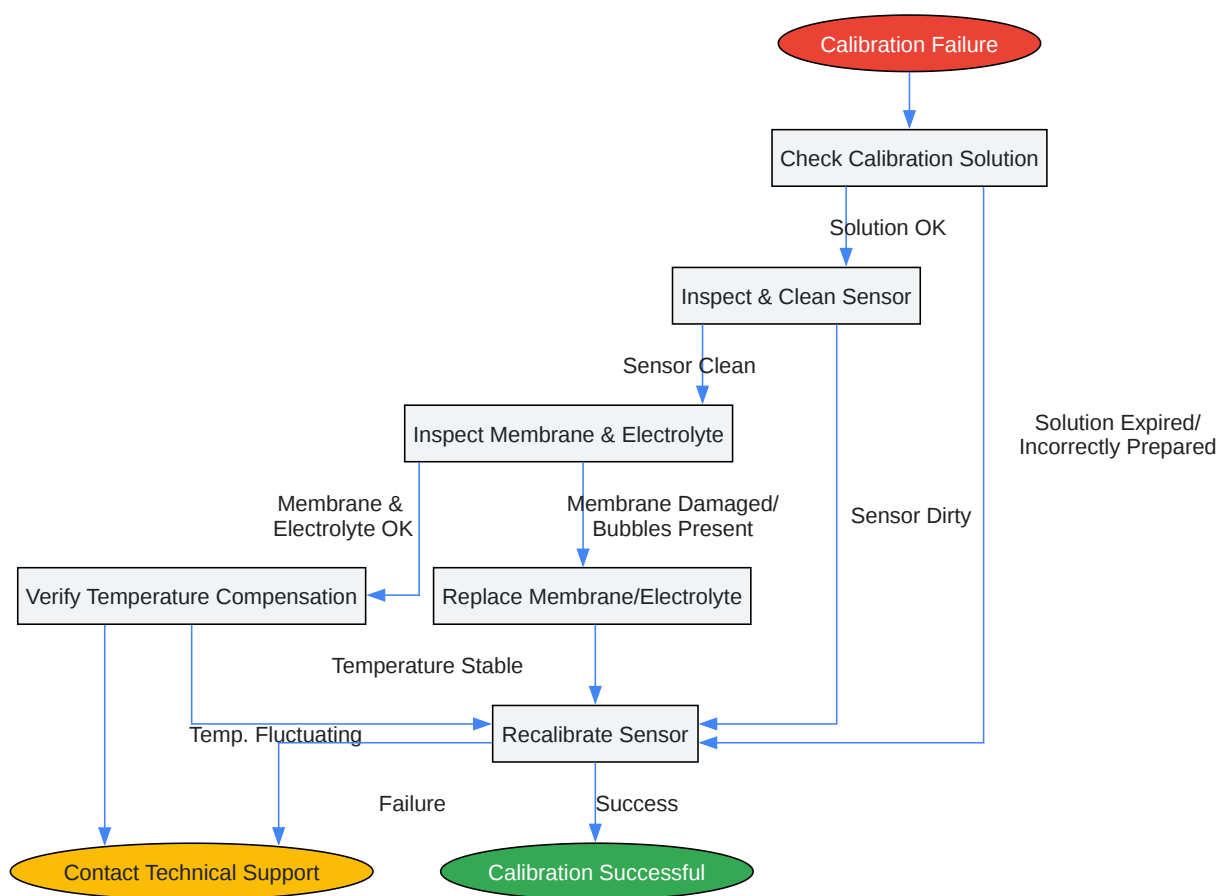 Calibration Failure
Check Calibration Solution
Solution OK
Inspect & Clean Sensor
Sensor Clean
Solution Expired/
Incorrectly Prepared
Inspect Membrane & Electrolyte
Membrane &
Electrolyte OK
Membrane Damaged/
Bubbles Present
Sensor Dirty
Verify Temperature Compensation
Replace Membrane/Electrolyte
Temperature Stable
Temp. Fluctuating
Recalibrate Sensor
Failure
Success
Contact Technical Support
Calibration Successful